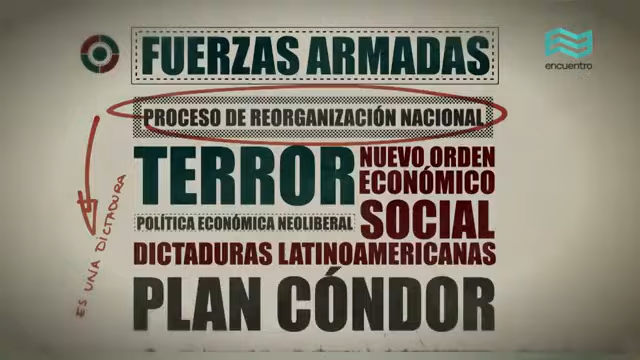 FUERZAS ARMADAS
encuentro
PROCESO DE REORGANIZACIÓN NACIONAL
TERROR
NUEVO ORDEN
ECONÓMICO
POLÍTICA ECONÓMICA NEOLIBERAL
SOCIAL
DICTADURAS LATINOAMERICANAS
PLAN CÓNDOR
ES UNA DICTADURA